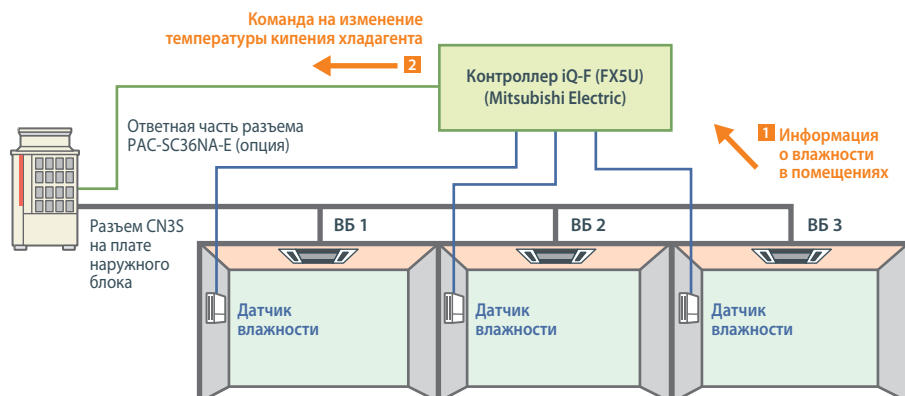 Команда на изменение
температуры кипения хладагента
2
Контроллер iQ-F (FX5U)
(Mitsubishi Electric)
Ответная часть разъема
PAC-SC36NA-E (опция)
1 Информация
о влажности
в помещениях
Разъем CN3S
на плате
наружного
блока
ВБ 1
ВБ 2
ВБ 3
Датчик
влажности
Датчик
влажности
Датчик
влажности